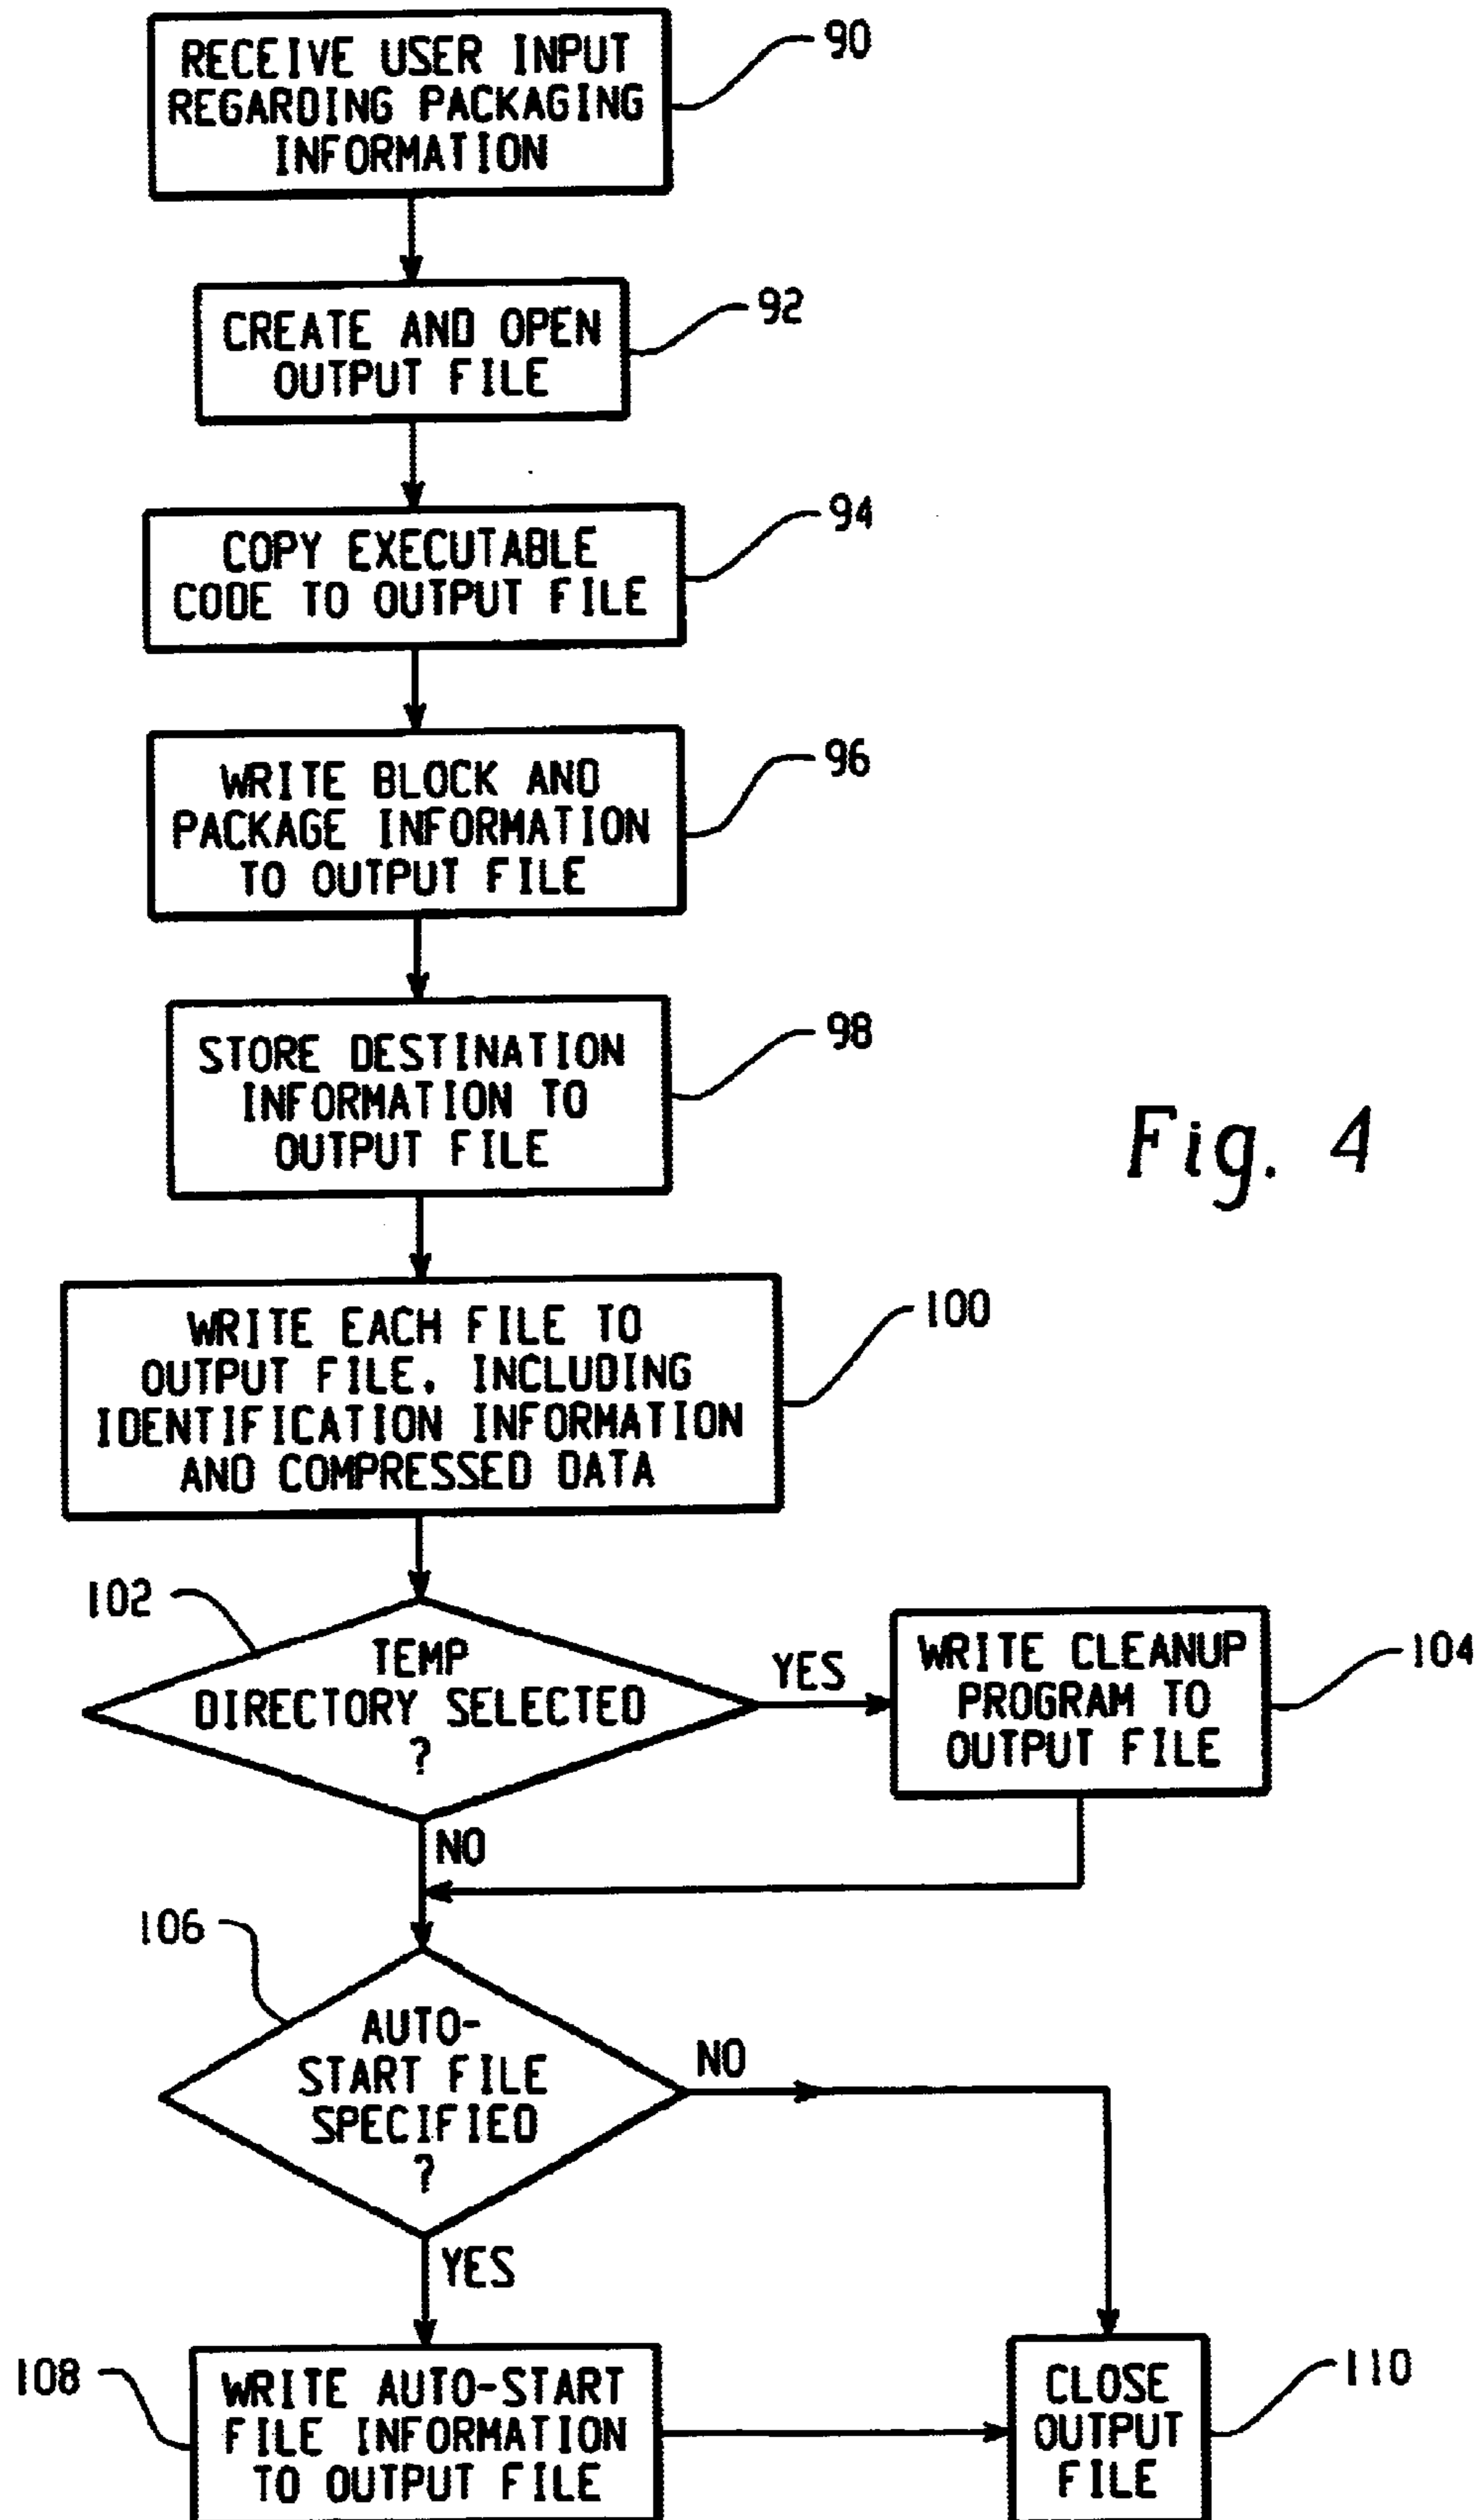 RECEIVE USER INPUT
REGARDING PACKAGING
INFORMATION
90
CREATE AND OPEN
OUTPUT FILE
92
COPY EXECUTABLE
CODE TO OUTPUT FILE
94
WRITE BLOCK AND
PACKAGE INFORMATION
TO OUTPUT FILE
96
STORE DESTINATION
INFORMATION TO
OUTPUT FILE
98
Fig. 4
WRITE EACH FILE TO
OUTPUT FILE, INCLUDING
IDENTIFICATION INFORMATION
AND COMPRESSED DATA
100
102
TEMP
DIRECTORY SELECTED
?
YES
WRITE CLEANUP
PROGRAM TO
OUTPUT FILE
104
NO
106
AUTO-
START FILE
SPECIFIED
?
NO
YES
108
WRITE AUTO-START
FILE INFORMATION
TO OUTPUT FILE
CLOSE
OUTPUT
FILE
110